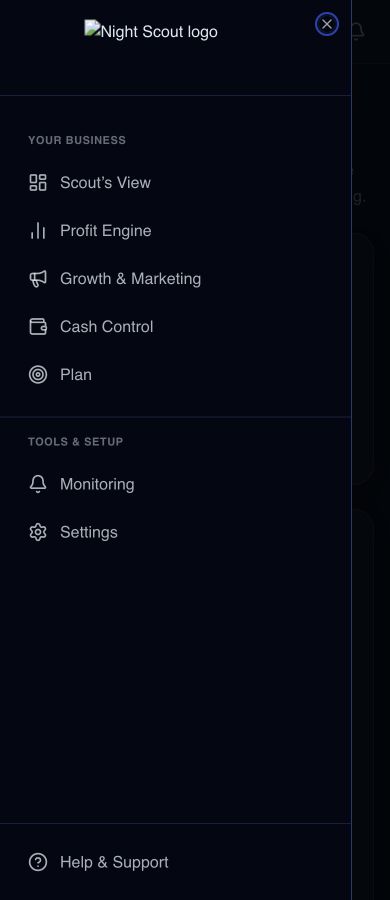 Night Scout logo
YOUR BUSINESS
Scout’s View
Profit Engine
Growth & Marketing
Cash Control
Plan
TOOLS & SETUP
Monitoring
Settings
Help & Support